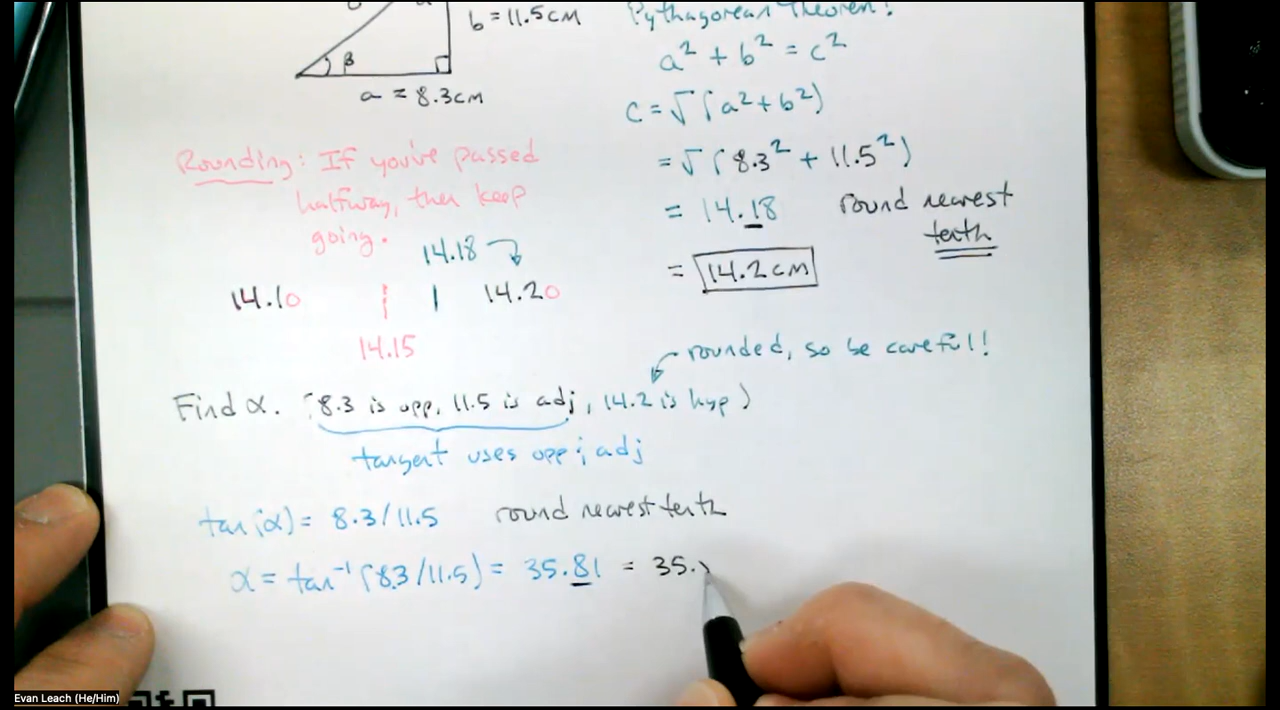 b = 11.5cm
β
a = 8.3cm
Pythagorean Theorem!
a² + b² = c²
c = √(a² + b²)
= √(8.3² + 11.5²)
= 14.18 round nearest
tenth
= 14.2cm
Rounding: If you've passed
halfway, then keep
going.
14.18
14.10 14.20
14.15
rounded, so be careful!
Find α. (8.3 is opp, 11.5 is adj, 14.2 is hyp)
tangent uses opp ; adj
tan(α) = 8.3/11.5 round nearest tenth
α = tan⁻¹(8.3/11.5) = 35.81 = 35.
Evan Leach (He/Him)